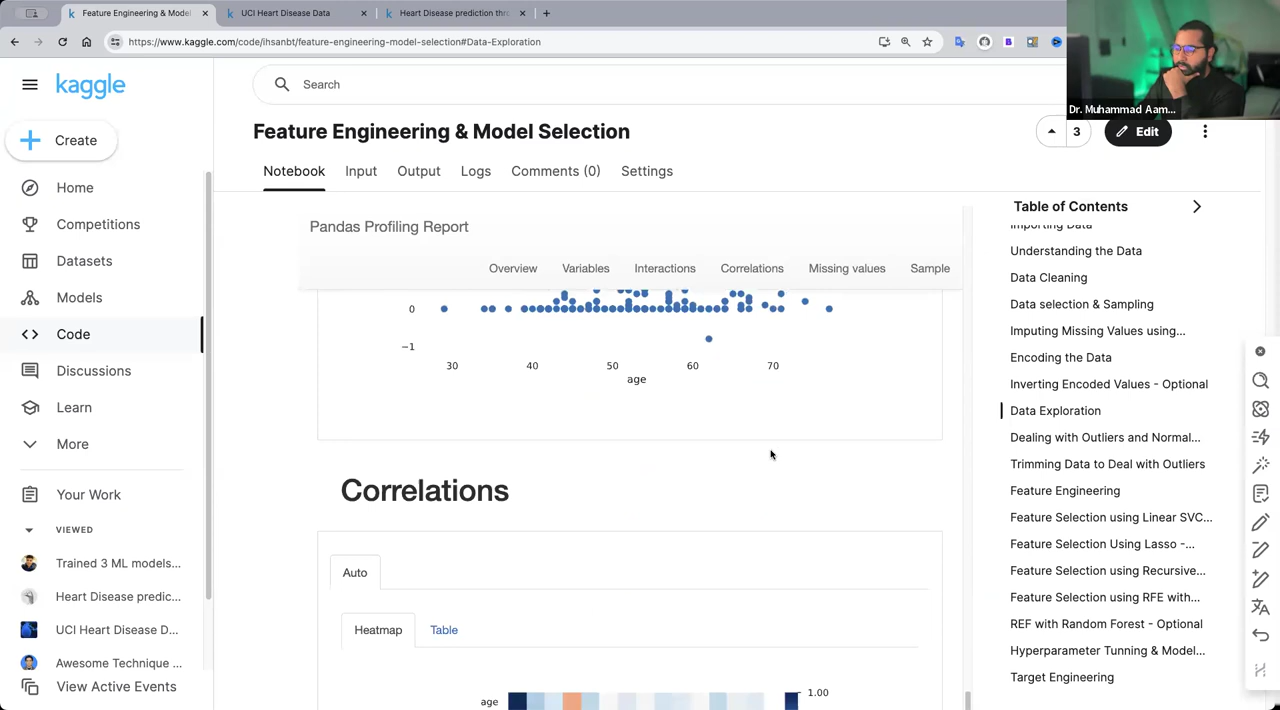 Feature Engineering & Model
UCI Heart Disease Data
Heart Disease prediction thr
https://www.kaggle.com/code/ihsanbt/feature-engineering-model-selection#Data-Exploration
Dr. Muhammad Aam...
kaggle
Search
Create
Home
Competitions
Datasets
Models
Code
Discussions
Learn
More
Your Work
VIEWED
Trained 3 ML models...
Heart Disease predic...
UCI Heart Disease D...
Awesome Technique ...
View Active Events
Feature Engineering & Model Selection
3
Edit
Notebook
Input
Output
Logs
Comments (0)
Settings
Pandas Profiling Report
Overview
Variables
Interactions
Correlations
Missing values
Sample
0
−1
30
40
50
60
70
age
Correlations
Auto
Heatmap
Table
age
1.00
Table of Contents
Importing Data
Understanding the Data
Data Cleaning
Data selection & Sampling
Imputing Missing Values using...
Encoding the Data
Inverting Encoded Values - Optional
Data Exploration
Dealing with Outliers and Normal...
Trimming Data to Deal with Outliers
Feature Engineering
Feature Selection using Linear SVC...
Feature Selection Using Lasso -...
Feature Selection using Recursive...
Feature Selection using RFE with...
REF with Random Forest - Optional
Hyperparameter Tunning & Model...
Target Engineering